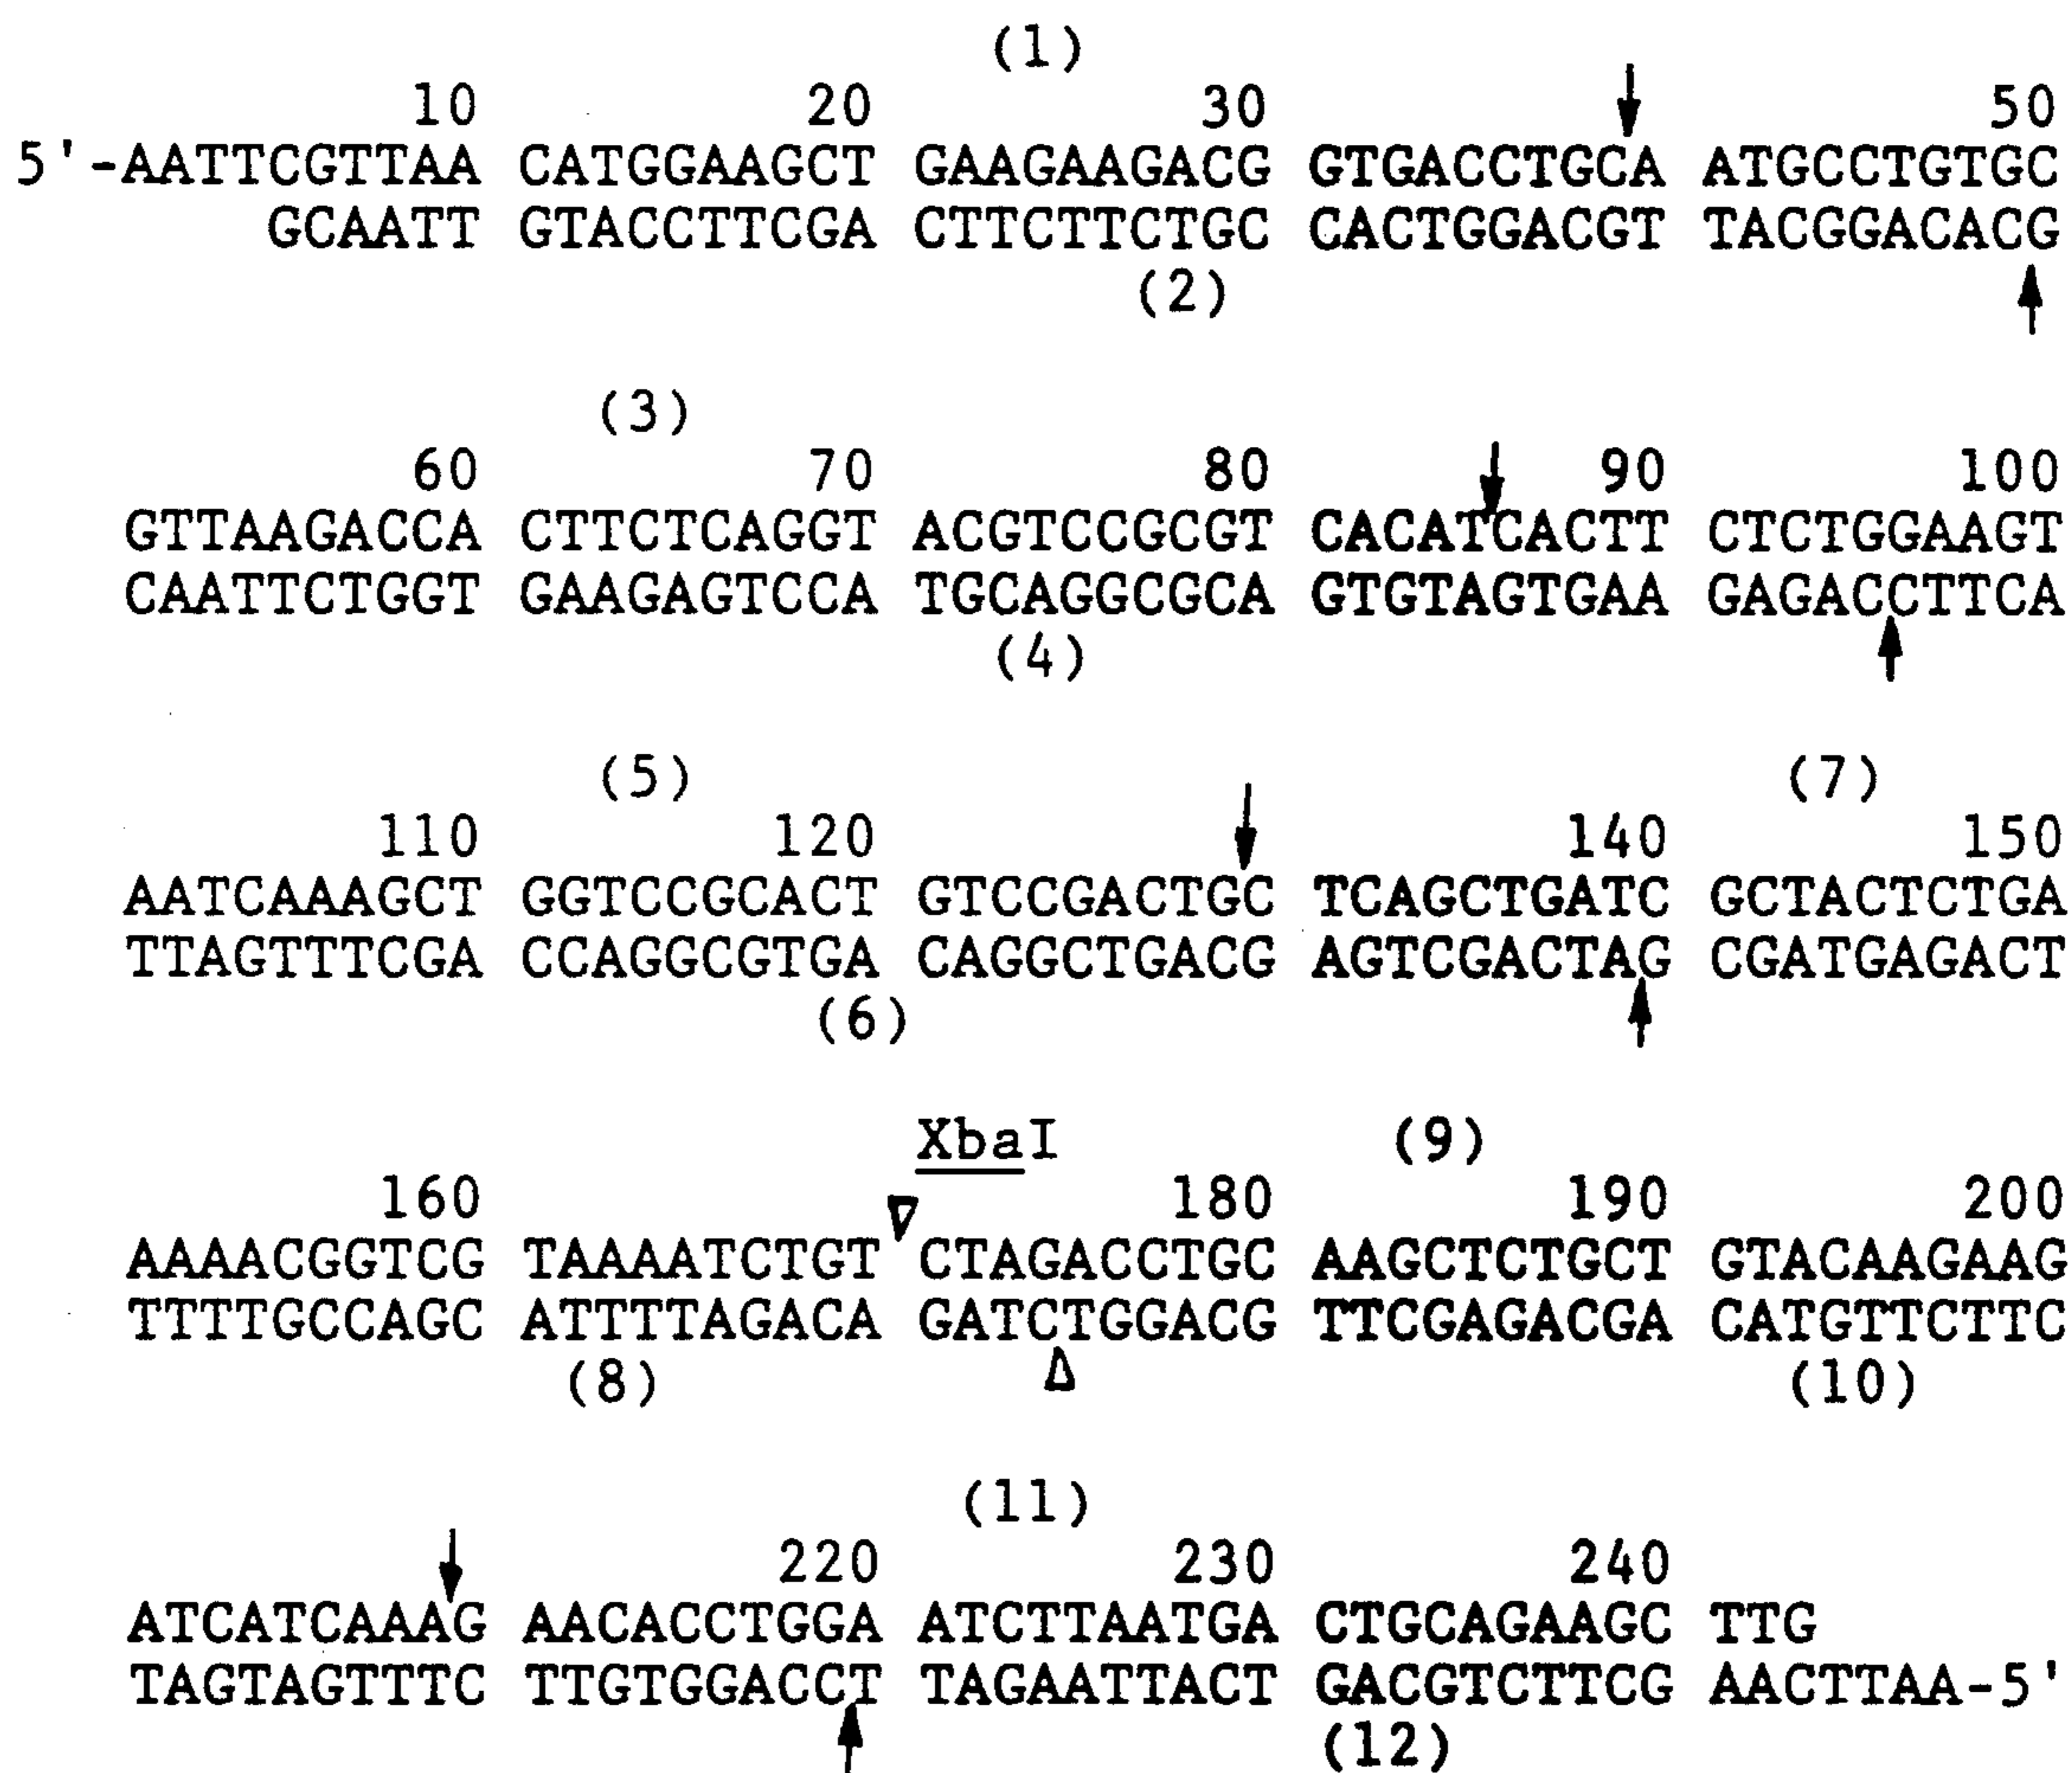 (1)
10 20 30 50
5'-AATTCGTTAA CATGGAAGCT GAAGAAGACG GTGACCTGCA ATGCCTGTGC
GCAATT GTACCTTCGA CTTCTTCTGC CACTGGACGT TACGGACACG
(2)
(3)
60 70 80 90 100
GTTAAGACCA CTTCTCAGGT ACGTCCGCGT CACATCACTT CTCTGGAAGT
CAATTCTGGT GAAGAGTCCA TGCAGGCGCA GTGTAGTGAA GAGACCTTCA
(4)
(5) (7)
110 120 140 150
AATCAAAGCT GGTCCGCACT GTCCGACTGC TCAGCTGATC GCTACTCTGA
TTAGTTTCGA CCAGGCGTGA CAGGCTGACG AGTCGACTAG CGATGAGACT
(6)
XbaI (9)
160 180 190 200
AAAACGGTCG TAAAATCTGT CTAGACCTGC AAGCTCTGCT GTACAAGAAG
TTTTGCCAGC ATTTTAGACA GATCTGGACG TTCGAGACGA CATGTTCTTC
(8) (10)
(11)
220 230 240
ATCATCAAAG AACACCTGGA ATCTTAATGA CTGCAGAAGC TTG
TAGTAGTTTC TTGTGGACCT TAGAATTACT GACGTCTTCG AACTTAA-5'
(12)